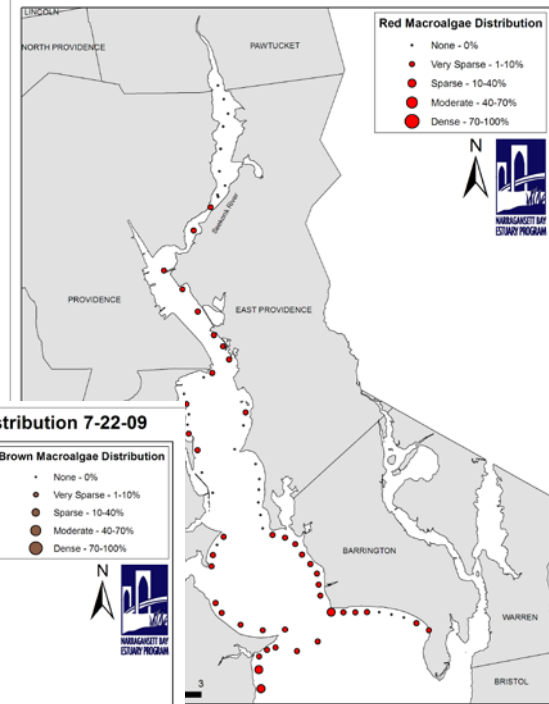 LINCOLN
NORTH PROVIDENCE
PAWTUCKET
Red Macroalgae Distribution
None - 0%
Very Sparse - 1-10%
Sparse - 10-40%
Moderate - 40-70%
Dense - 70-100%
N
NARRAGANSETT BAY
ESTUARY PROGRAM
Seekonk River
PROVIDENCE
EAST PROVIDENCE
stribution 7-22-09
Brown Macroalgae Distribution
None - 0%
Very Sparse - 1-10%
Sparse - 10-40%
Moderate - 40-70%
Dense - 70-100%
N
NARRAGANSETT BAY
ESTUARY PROGRAM
BARRINGTON
WARREN
BRISTOL
3